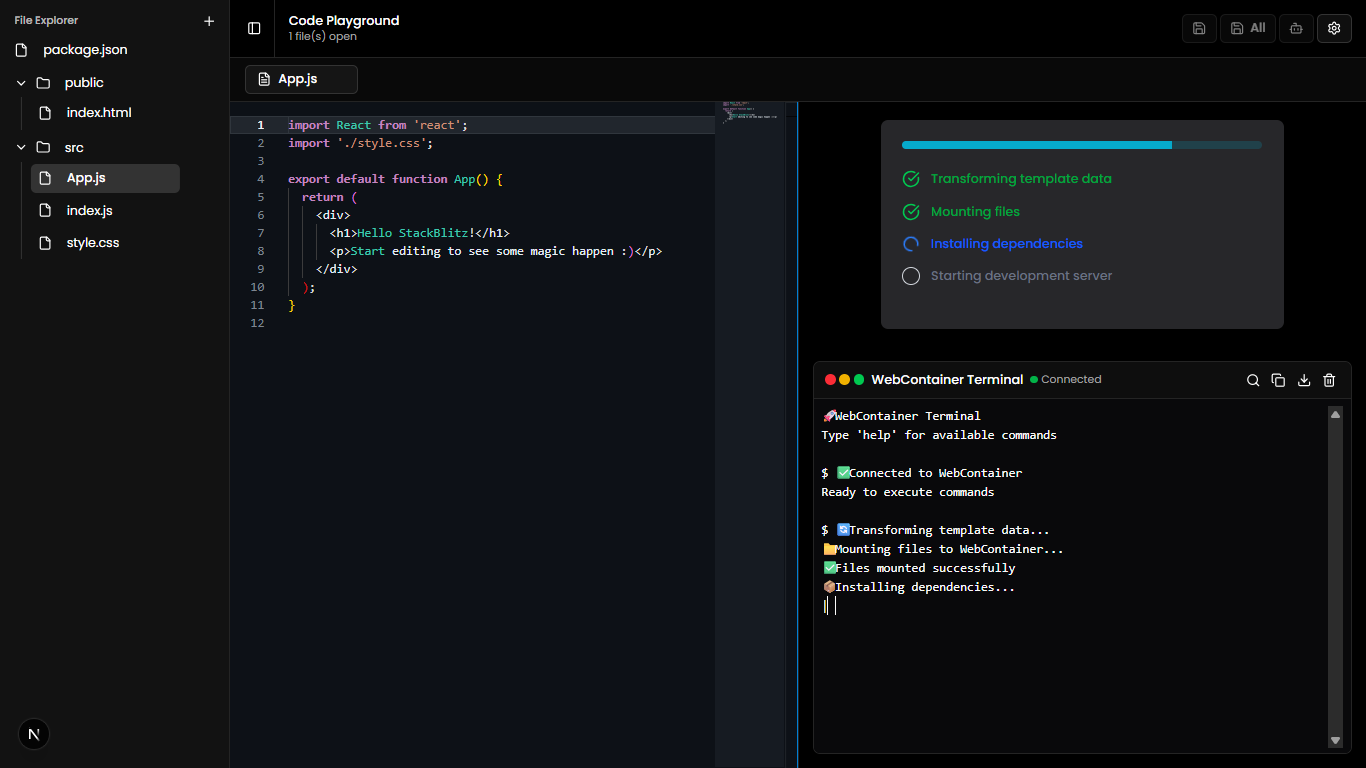 File Explorer
package.json
public
index.html
src
App.js
index.js
style.css
N
Code Playground
1 file(s) open
All
App.js
1 import React from 'react';
2 import './style.css';
3
4 export default function App() {
5 return (
6 <div>
7 <h1>Hello StackBlitz!</h1>
8 <p>Start editing to see some magic happen :)</p>
9 </div>
10 );
11 }
12
Transforming template data
Mounting files
Installing dependencies
Starting development server
WebContainer Terminal Connected
🚀WebContainer Terminal
Type 'help' for available commands
$ ✅Connected to WebContainer
Ready to execute commands
$ 🔄Transforming template data...
📁Mounting files to WebContainer...
✅Files mounted successfully
📦Installing dependencies...
|